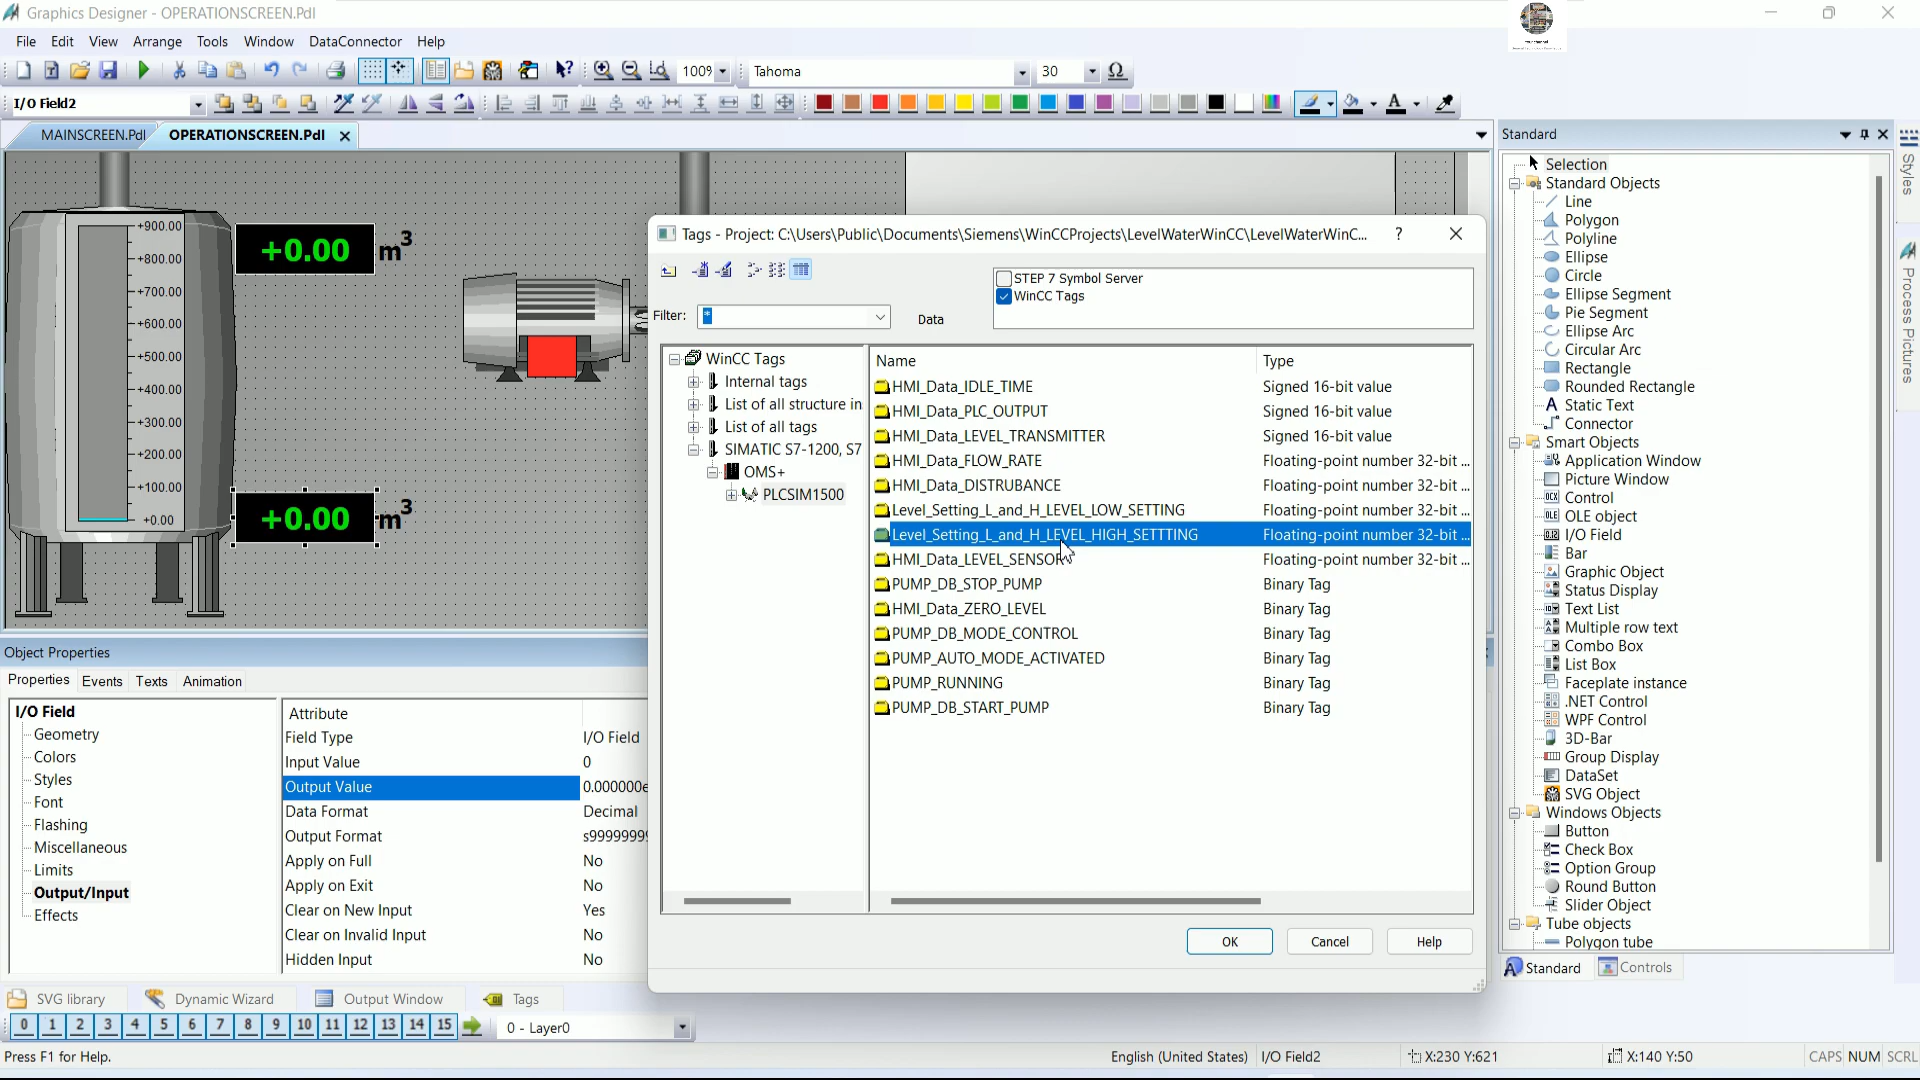 Graphics Designer - OPERATIONSCREEN.Pdl
File Edit View Arrange Tools Window DataConnector Help
100% Tahoma 30
I/O Field2
MAINSCREEN.Pdl OPERATIONSCREEN.Pdl
+900.00
+800.00
+700.00
+600.00
+500.00
+400.00
+300.00
+200.00
+100.00
+0.00
+0.00 m3
+0.00 m3
Tags - Project: C:\Users\Public\Documents\Siemens\WinCCProjects\LevelWaterWinCC\LevelWaterWinC...
Filter: *
Data
STEP 7 Symbol Server
WinCC Tags
WinCC Tags
Internal tags
List of all structure in
List of all tags
SIMATIC S7-1200, S7
OMS+
PLCSIM1500
Name Type
HMI_Data_IDLE_TIME Signed 16-bit value
HMI_Data_PLC_OUTPUT Signed 16-bit value
HMI_Data_LEVEL_TRANSMITTER Signed 16-bit value
HMI_Data_FLOW_RATE Floating-point number 32-bit ...
HMI_Data_DISTRUBANCE Floating-point number 32-bit ...
Level_Setting_L_and_H_LEVEL_LOW_SETTING Floating-point number 32-bit ...
Level_Setting_L_and_H_LEVEL_HIGH_SETTTING Floating-point number 32-bit ...
HMI_Data_LEVEL_SENSOR Floating-point number 32-bit ...
PUMP_DB_STOP_PUMP Binary Tag
HMI_Data_ZERO_LEVEL Binary Tag
PUMP_DB_MODE_CONTROL Binary Tag
PUMP_AUTO_MODE_ACTIVATED Binary Tag
PUMP_RUNNING Binary Tag
PUMP_DB_START_PUMP Binary Tag
OK Cancel Help
Object Properties
Properties Events Texts Animation
I/O Field
Geometry
Colors
Styles
Font
Flashing
Miscellaneous
Limits
Output/Input
Effects
Attribute
Field Type I/O Field
Input Value 0
Output Value 0.000000e
Data Format Decimal
Output Format s99999999
Apply on Full No
Apply on Exit No
Clear on New Input Yes
Clear on Invalid Input No
Hidden Input No
SVG library Dynamic Wizard Output Window Tags
0 1 2 3 4 5 6 7 8 9 10 11 12 13 14 15 0 - Layer0
Press F1 for Help.
English (United States) I/O Field2 X:230 Y:621 X:140 Y:50 CAPS NUM SCRL
Standard
Selection
Standard Objects
Line
Polygon
Polyline
Ellipse
Circle
Ellipse Segment
Pie Segment
Ellipse Arc
Circular Arc
Rectangle
Rounded Rectangle
Static Text
Connector
Smart Objects
Application Window
Picture Window
Control
OLE object
I/O Field
Bar
Graphic Object
Status Display
Text List
Multiple row text
Combo Box
List Box
Faceplate instance
.NET Control
WPF Control
3D-Bar
Group Display
DataSet
SVG Object
Windows Objects
Button
Check Box
Option Group
Round Button
Slider Object
Tube objects
Polygon tube
Standard Controls
Styles
Process Pictures